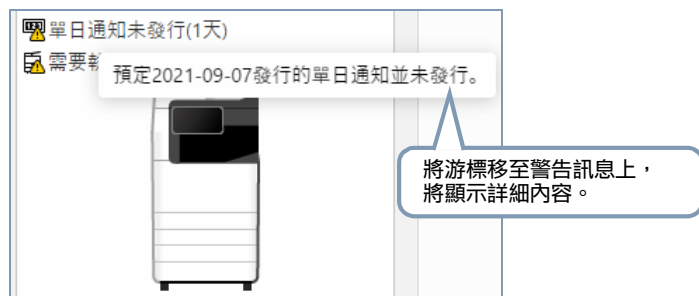 單日通知未發行(1天)
需要
預定2021-09-07發行的單日通知並未發行。
將游標移至警告訊息上，
將顯示詳細內容。